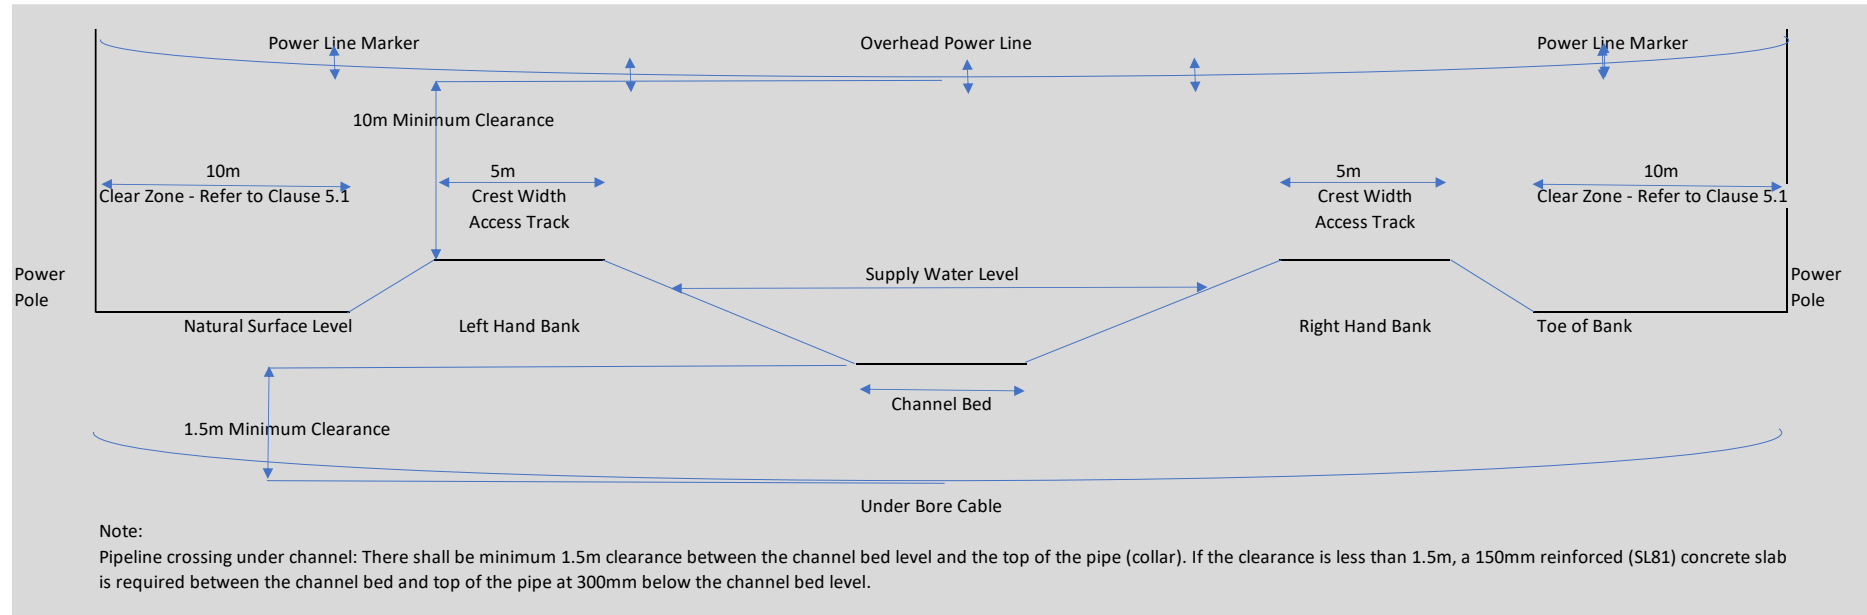 Power Line Marker
Overhead Power Line
Power Line Marker
10m Minimum Clearance
10m
Clear Zone - Refer to Clause 5.1
5m
Crest Width
Access Track
5m
Crest Width
Access Track
10m
Clear Zone - Refer to Clause 5.1
Power
Pole
Supply Water Level
Power
Pole
Natural Surface Level
Left Hand Bank
Right Hand Bank
Toe of Bank
Channel Bed
1.5m Minimum Clearance
Under Bore Cable
Note:
Pipeline crossing under channel: There shall be minimum 1.5m clearance between the channel bed level and the top of the pipe (collar). If the clearance is less than 1.5m, a 150mm reinforced (SL81) concrete slab
is required between the channel bed and top of the pipe at 300mm below the channel bed level.